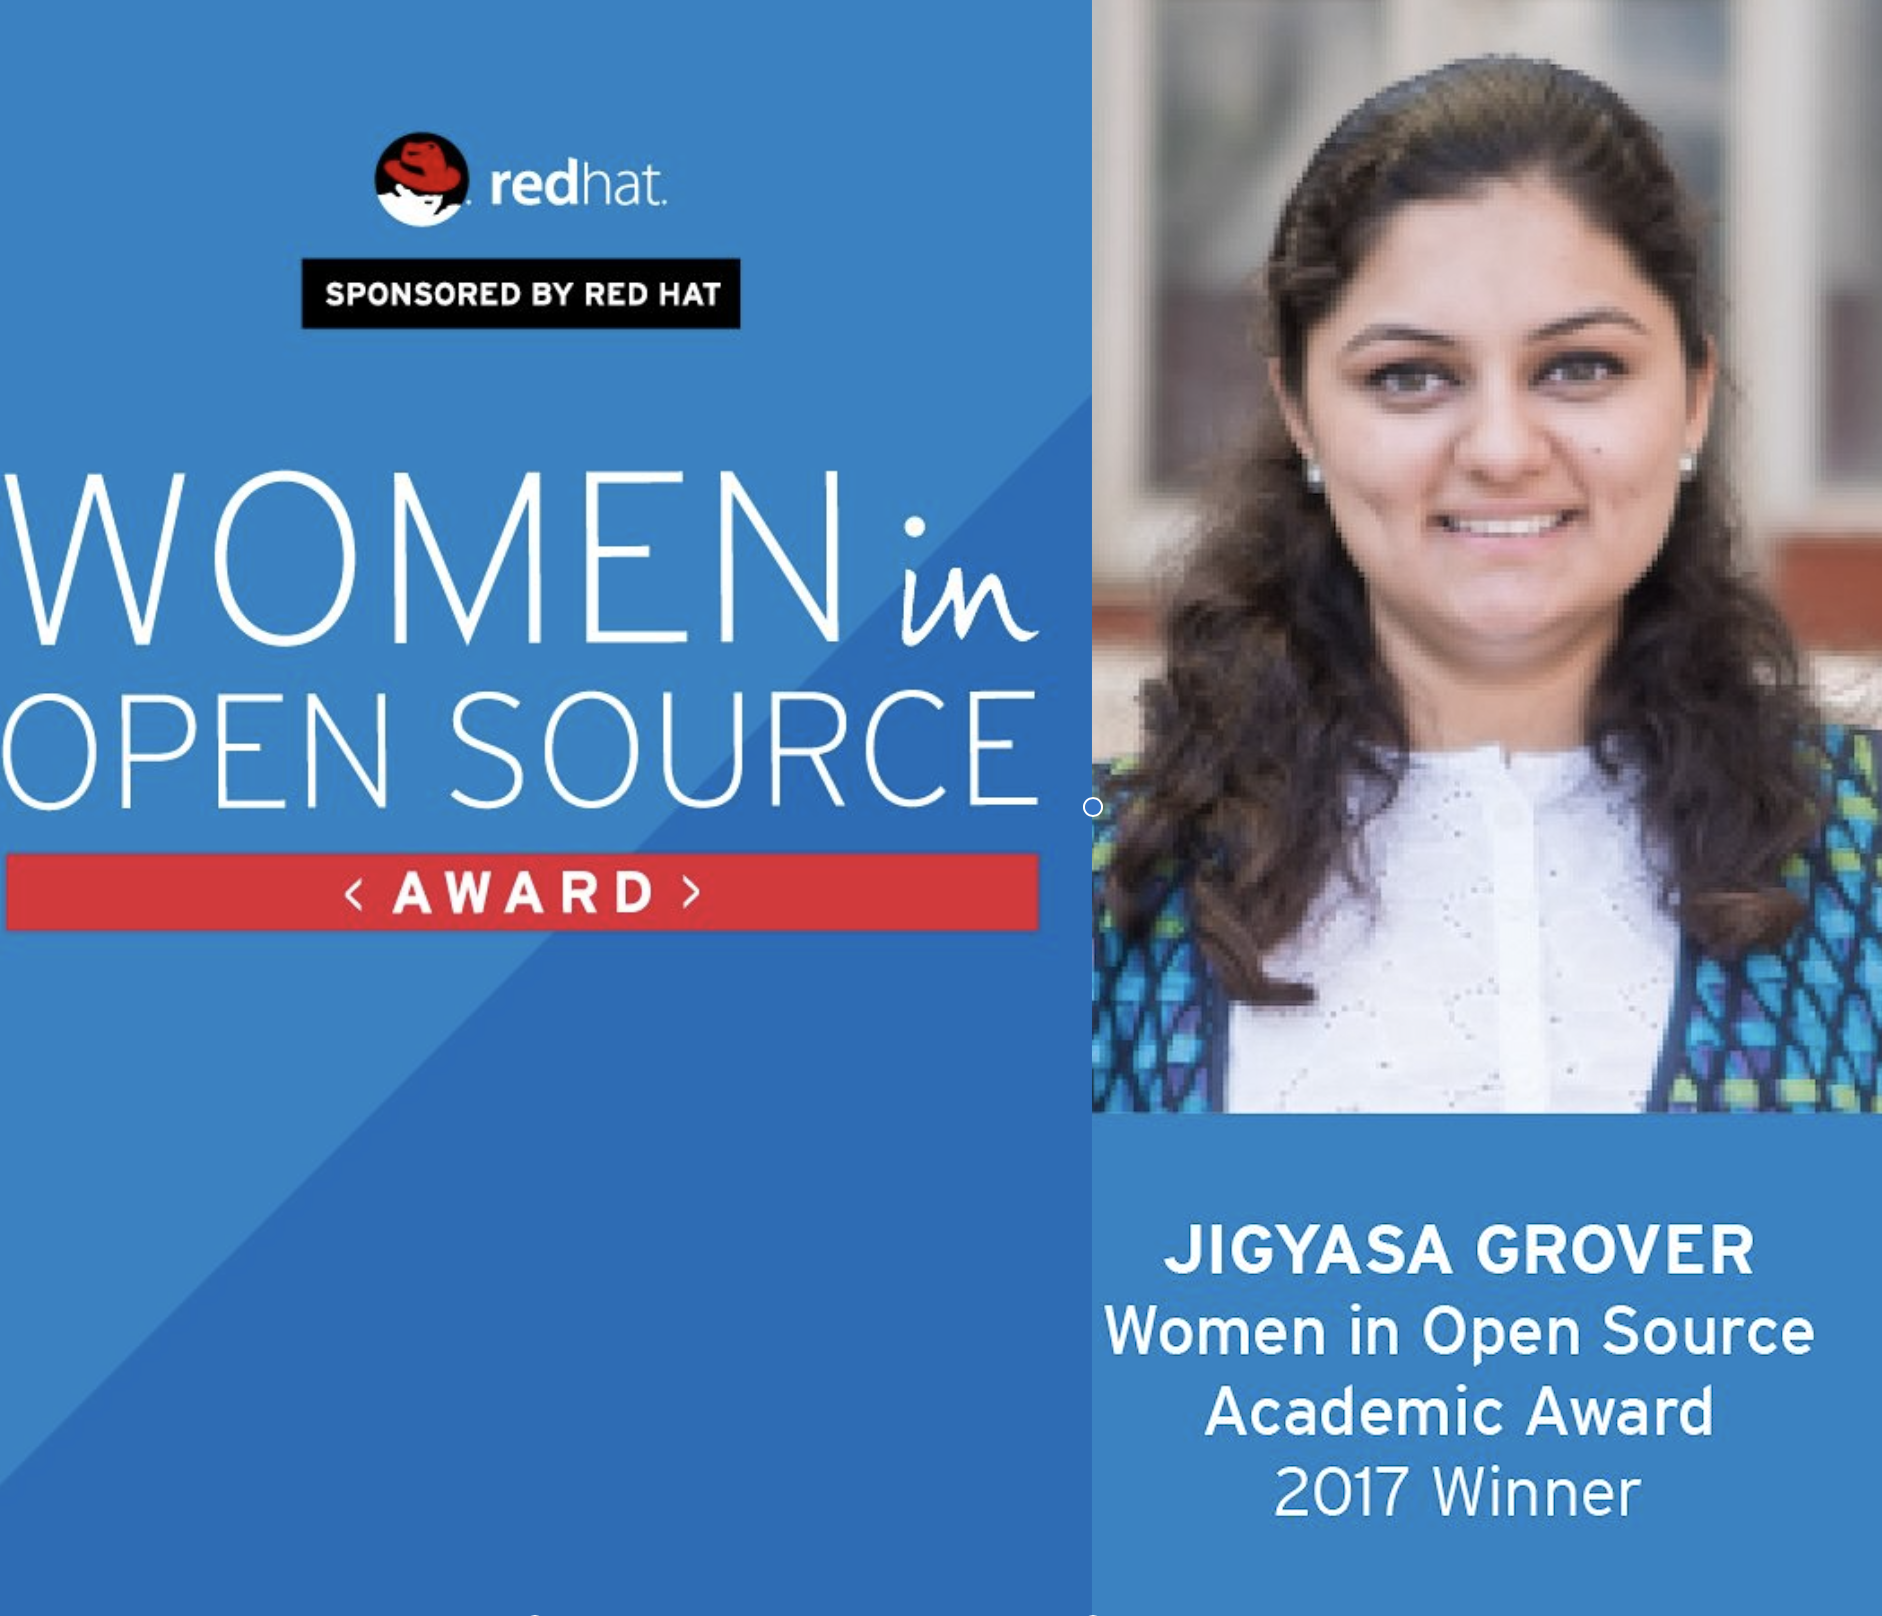 redhat.
SPONSORED BY RED HAT
WOMEN in
OPEN SOURCE
< AWARD >
JIGYASA GROVER
Women in Open Source
Academic Award
2017 Winner